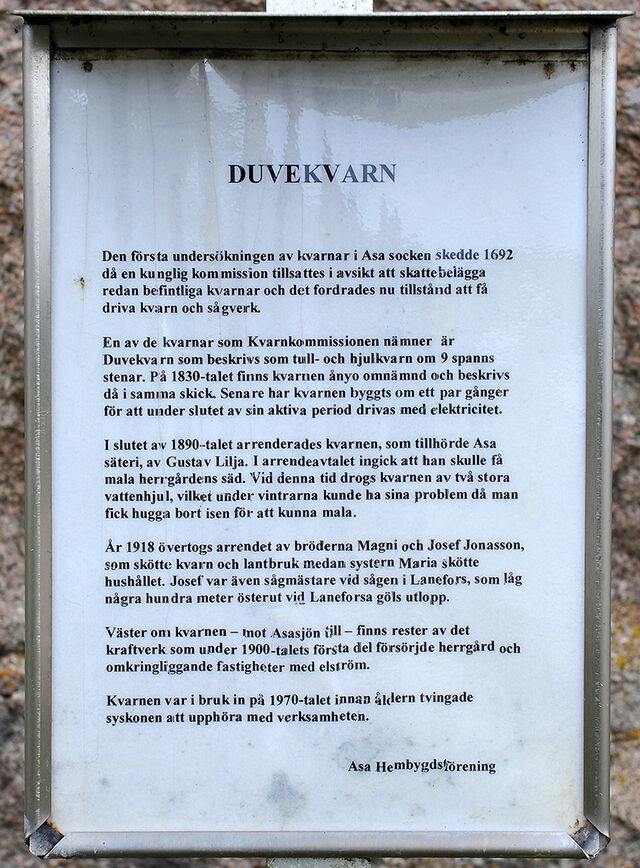 DUVEKVARN
Den första undersökningen av kvarnar i Asa socken skedde 1692
då en kunglig kommission tillsattes i avsikt att skattebelägga
redan befintliga kvarnar och det fordrades nu tillstånd att få
driva kvarn och sågverk.
En av de kvarnar som Kvarnkommissionen nämner är
Duvekvarn som beskrivs som tull- och hjulkvarn om 9 spanns
stenar. På 1830-talet finns kvarnen ånyo omnämnd och beskrivs
då i samma skick. Senare har kvarnen byggts om ett par gånger
för att under slutet av sin aktiva period drivas med elektricitet.
I slutet av 1890-talet arrenderades kvarnen, som tillhörde Asa
säteri, av Gustav Lilja. I arrendeavtalet ingick att han skulle få
mala herrgårdens säd. Vid denna tid drogs kvarnen av två stora
vattenhjul, vilket under vintrarna kunde ha sina problem då man
fick hugga bort isen för att kunna mala.
År 1918 övertogs arrendet av bröderna Magni och Josef Jonasson,
som skötte kvarn och lantbruk medan systern Maria skötte
hushållet. Josef var även sågmästare vid sågen i Lanefors, som låg
några hundra meter österut vid Laneforsa göls utlopp.
Väster om kvarnen – mot Asasjön till – finns rester av det
kraftverk som under 1900-talets första del försörjde herrgård och
omkringliggande fastigheter med elström.
Kvarnen var i bruk in på 1970-talet innan åldern tvingade
syskonen att upphöra med verksamheten.
Asa Hembygdsförening